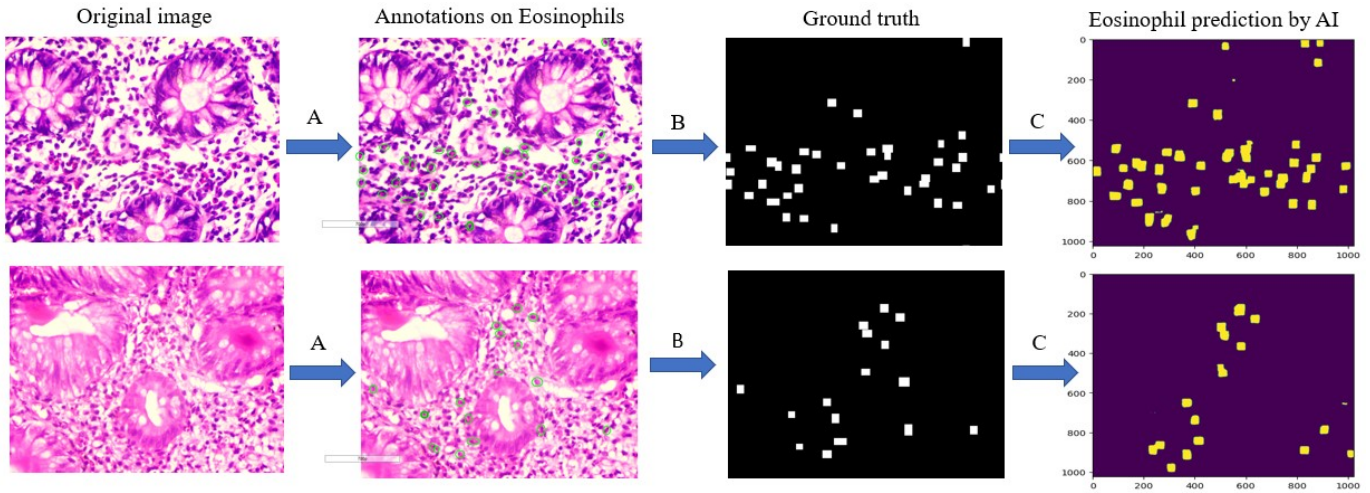 Original image
Annotations on Eosinophils
Ground truth
Eosinophil prediction by AI
A
B
C
0
200
400
600
800
1000
0 200 400 600 800 1000
A
B
C
0
200
400
600
800
1000
0 200 400 600 800 1000